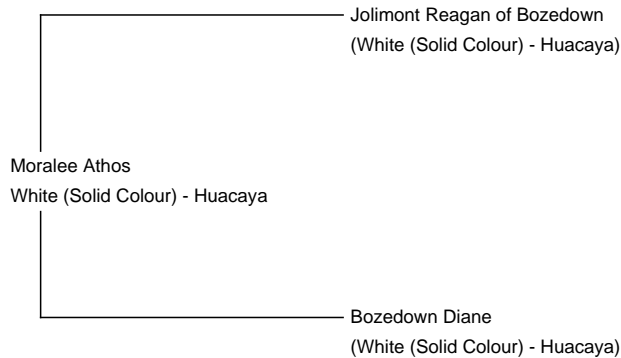 Jolimont Reagan of Bozedown
(White (Solid Colour) - Huacaya)
Moralee Athos
White (Solid Colour) - Huacaya
Bozedown Diane
(White (Solid Colour) - Huacaya)